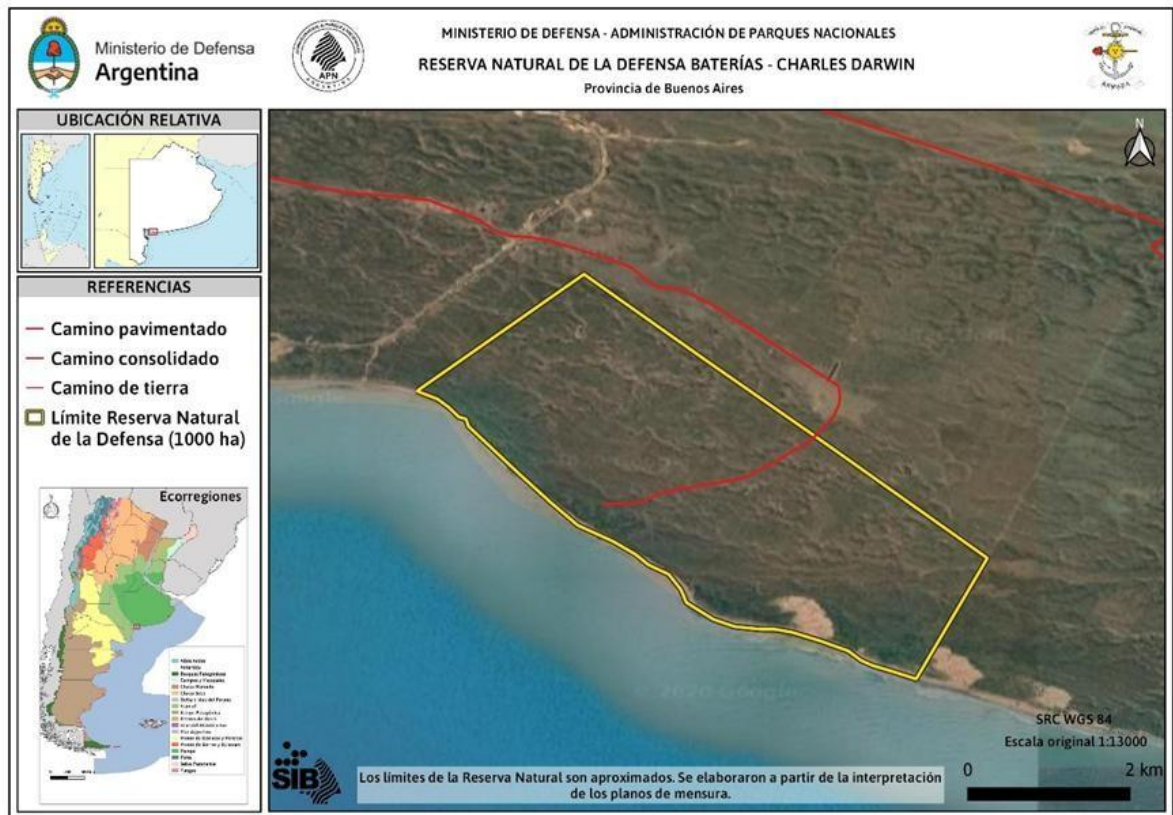 Ministerio de Defensa
Argentina
APN
MINISTERIO DE DEFENSA - ADMINISTRACIÓN DE PARQUES NACIONALES
RESERVA NATURAL DE LA DEFENSA BATERÍAS - CHARLES DARWIN
Provincia de Buenos Aires
ARMADA
UBICACIÓN RELATIVA
REFERENCIAS
Camino pavimentado
Camino consolidado
Camino de tierra
Límite Reserva Natural
de la Defensa (1000 ha)
Ecorregiones
N
SIB
Los límites de la Reserva Natural son aproximados. Se elaboraron a partir de la interpretación
de los planos de mensura.
SRC WGS 84
Escala original 1:13000
0 2 km